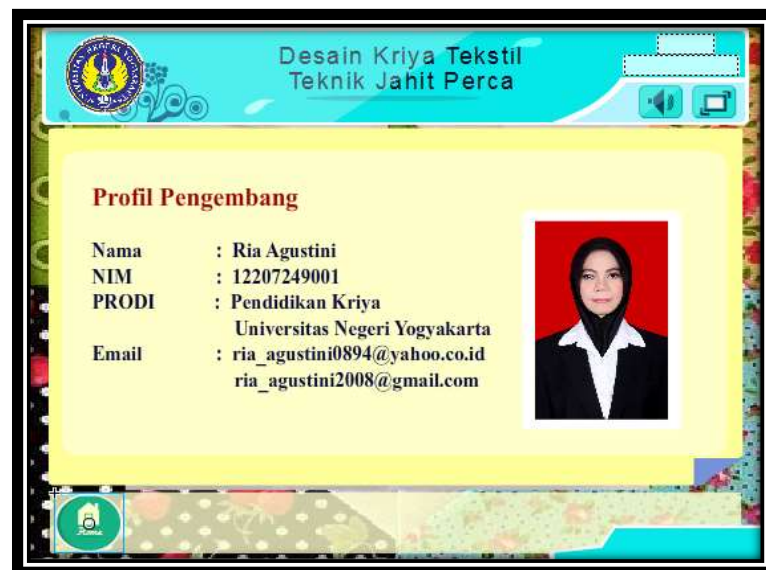 Desain Kriya Tekstil
Teknik Jahit Perca
Profil Pengembang
Nama : Ria Agustini
NIM : 12207249001
PRODI : Pendidikan Kriya
Universitas Negeri Yogyakarta
Email : ria_agustini0894@yahoo.co.id
ria_agustini2008@gmail.com
Home